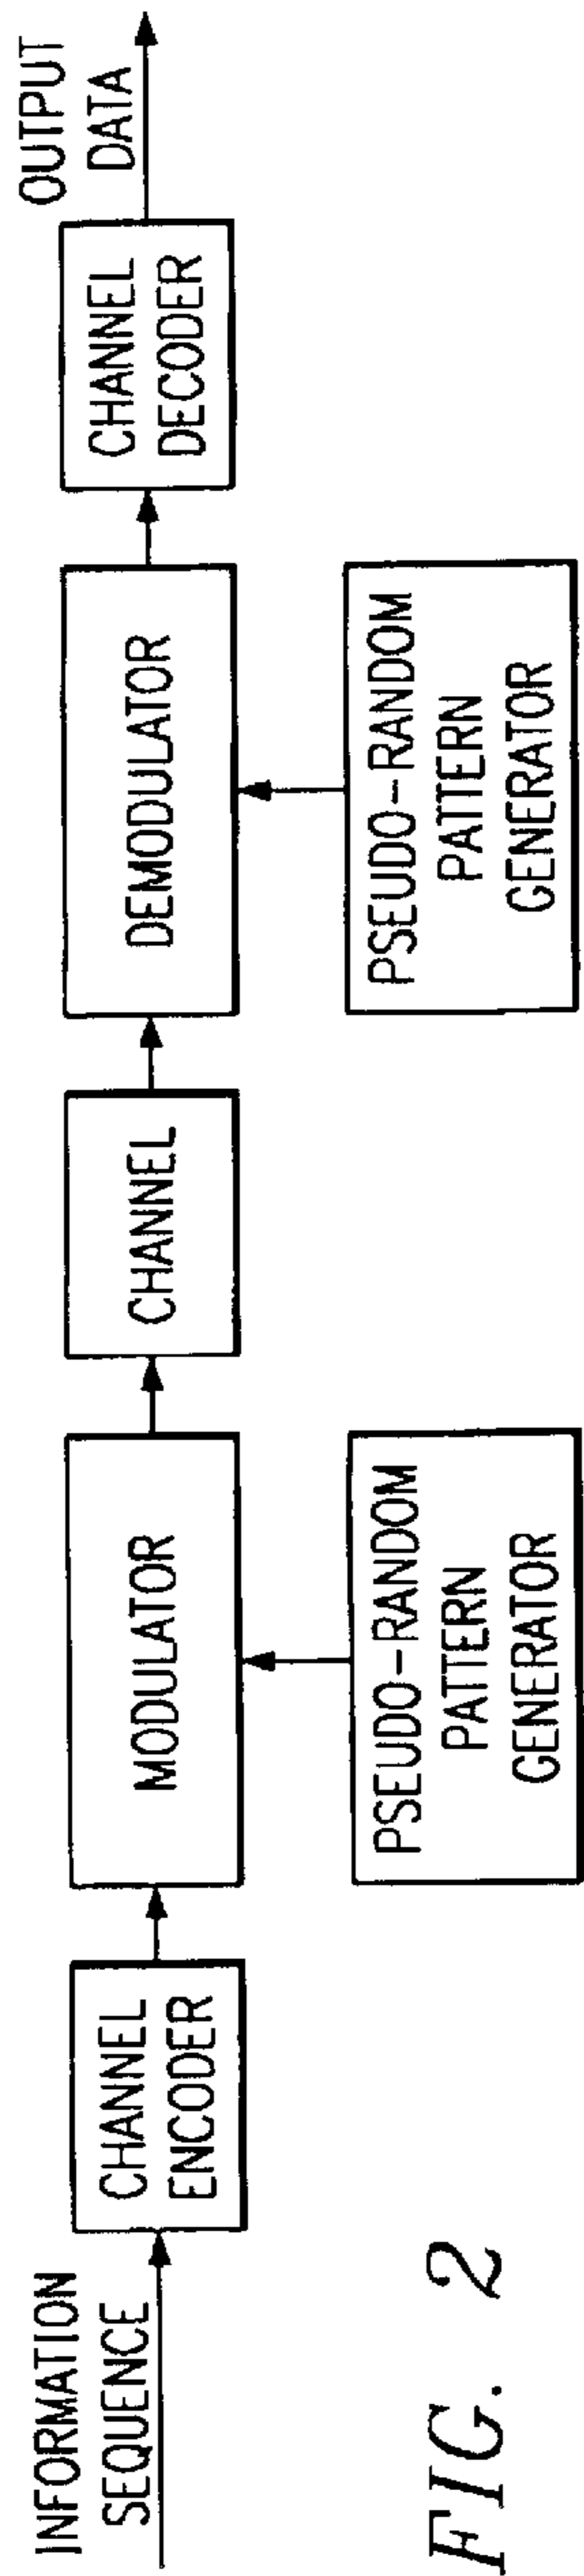 INFORMATION
SEQUENCE
CHANNEL
ENCODER
MODULATOR
PSEUDO-RANDOM
PATTERN
GENERATOR
CHANNEL
DEMODULATOR
PSEUDO-RANDOM
PATTERN
GENERATOR
CHANNEL
DECODER
OUTPUT
DATA
FIG. 2